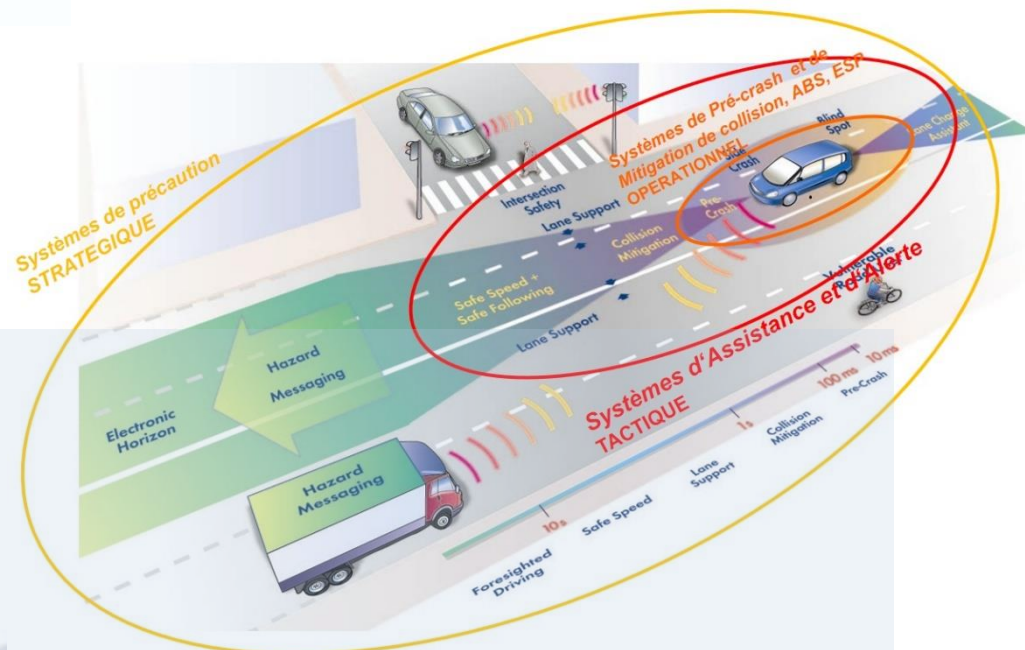 Systèmes de précaution
STRATEGIQUE
Systèmes de Pré-crash et de
Mitigation de collision, ABS, ESP
OPERATIONNEL
Blind
Spot
Lane Change
Assistant
Side
Crash
Pre-
Crash
Intersection
Safety
Lane Support
Collision
Mitigation
Safe Speed +
Safe Following
Lane Support
Vulnerable
Systèmes d'Assistance et d'Alerte
TACTIQUE
Hazard
Messaging
Electronic
Horizon
Hazard
Messaging
10 ms
100 ms
1s
10s
Pre-Crash
Collision
Mitigation
Lane
Support
Safe Speed
Foresighted
Driving